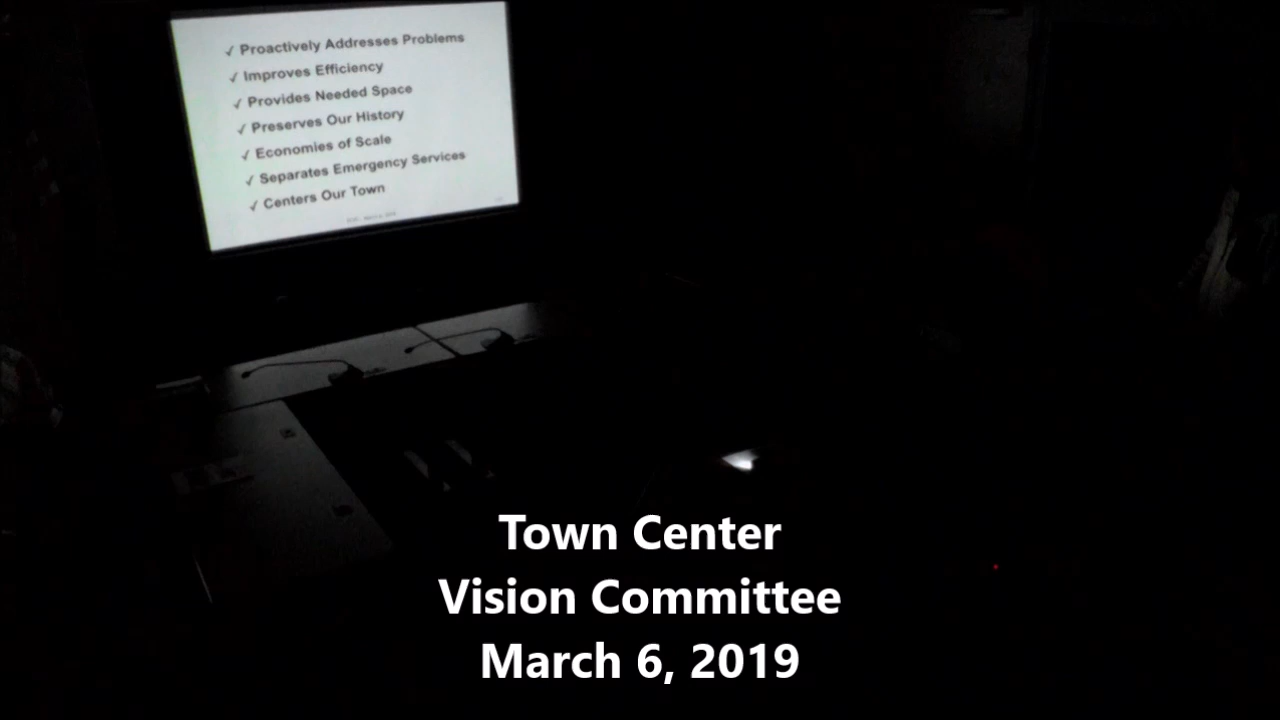 ✓ Proactively Addresses Problems
✓ Improves Efficiency
✓ Provides Needed Space
✓ Preserves Our History
✓ Economies of Scale
✓ Separates Emergency Services
✓ Centers Our Town
Town Center
Vision Committee
March 6, 2019